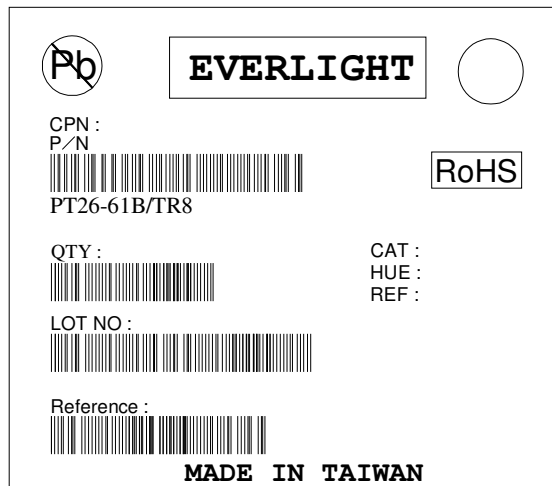 Pb
EVERLIGHT
CPN :
P/N
RoHS
PT26-61B/TR8
QTY :
CAT :
HUE :
REF :
LOT NO :
Reference :
MADE IN TAIWAN